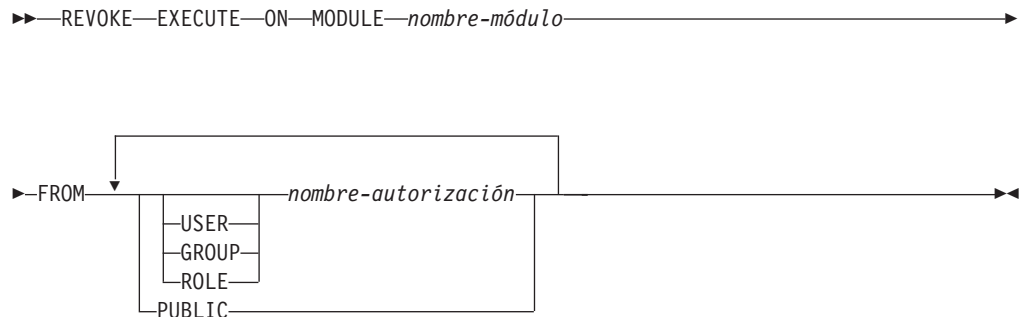 REVOKE EXECUTE ON MODULE nombre-módulo
FROM nombre-autorización
USER
GROUP
ROLE
PUBLIC